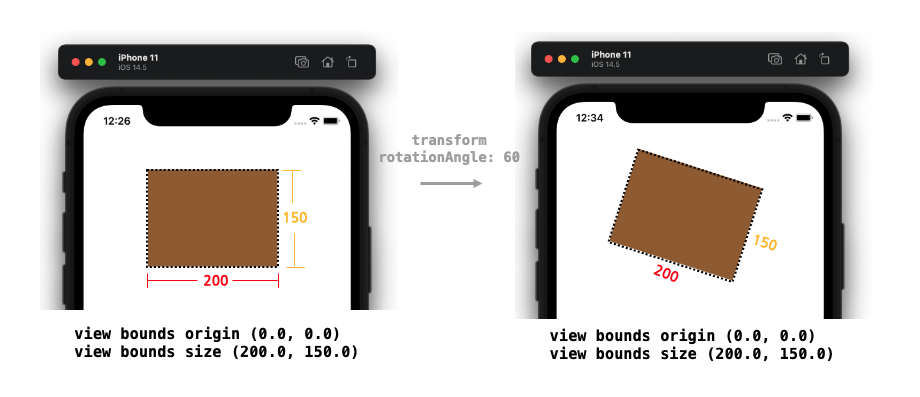 iPhone 11
iOS 14.5
12:26
150
200
view bounds origin (0.0, 0.0)
view bounds size (200.0, 150.0)
transform
rotationAngle: 60
iPhone 11
iOS 14.5
12:34
150
200
view bounds origin (0.0, 0.0)
view bounds size (200.0, 150.0)